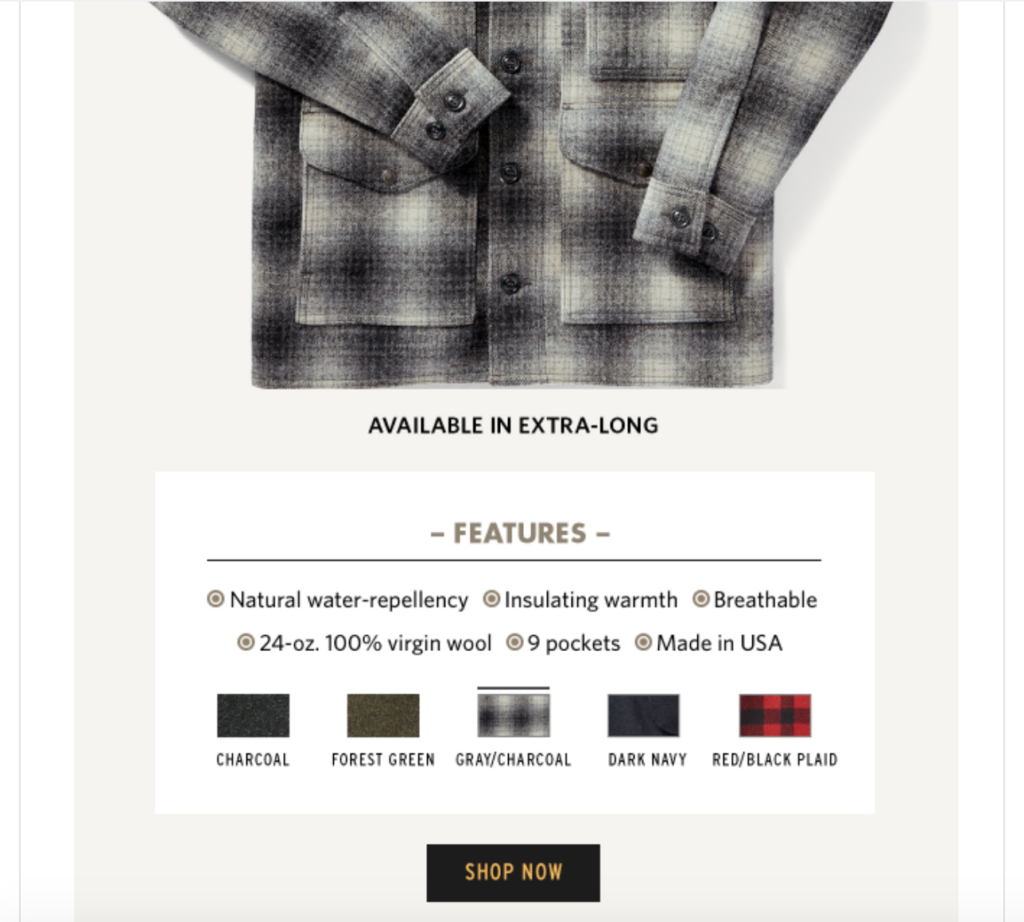 AVAILABLE IN EXTRA-LONG
– FEATURES –
Natural water-repellency Insulating warmth Breathable
24-oz. 100% virgin wool 9 pockets Made in USA
CHARCOAL FOREST GREEN GRAY/CHARCOAL DARK NAVY RED/BLACK PLAID
SHOP NOW